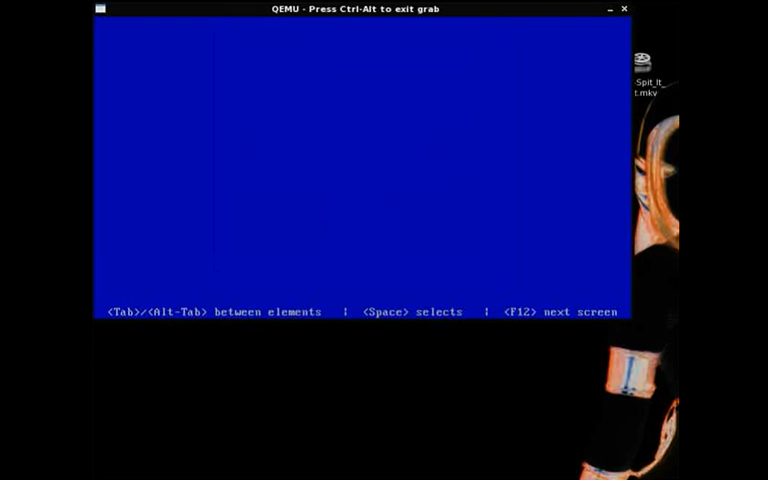 QEMU - Press Ctrl-Alt to exit grab
-Spit_It_
t.mkv
<Tab>/<Alt-Tab> between elements | <Space> selects | <F12> next screen